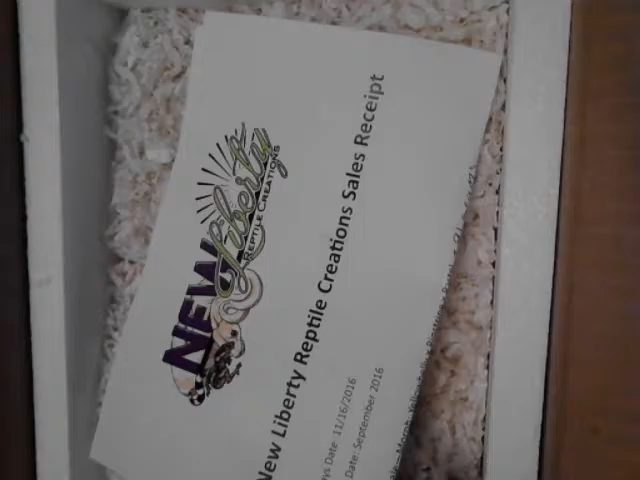 NEW
Liberty
REPTILE CREATIONS
New Liberty Reptile Creations Sales Receipt
Date: 11/16/2016
Date: September 2016